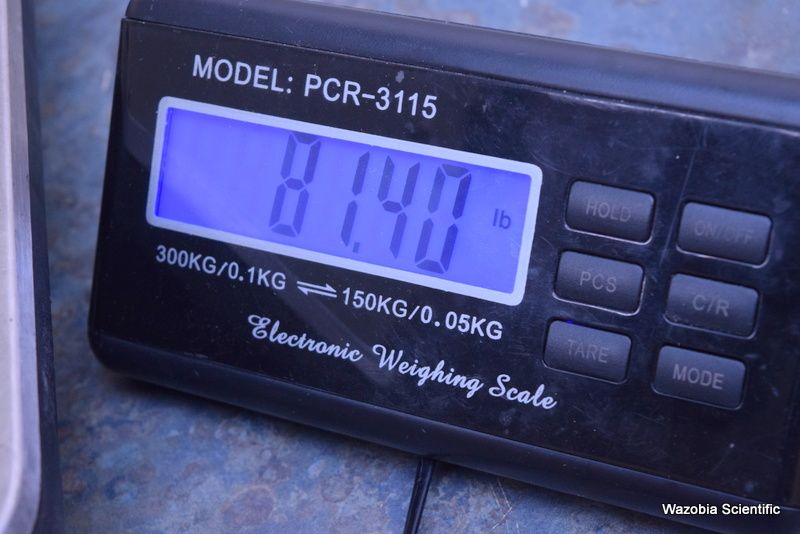 MODEL: PCR-3115
81.40 lb
300KG/0.1KG ⇌ 150KG/0.05KG
Electronic Weighing Scale
HOLD ON/OFF
PCS C/R
TARE MODE
Wazobia Scientific